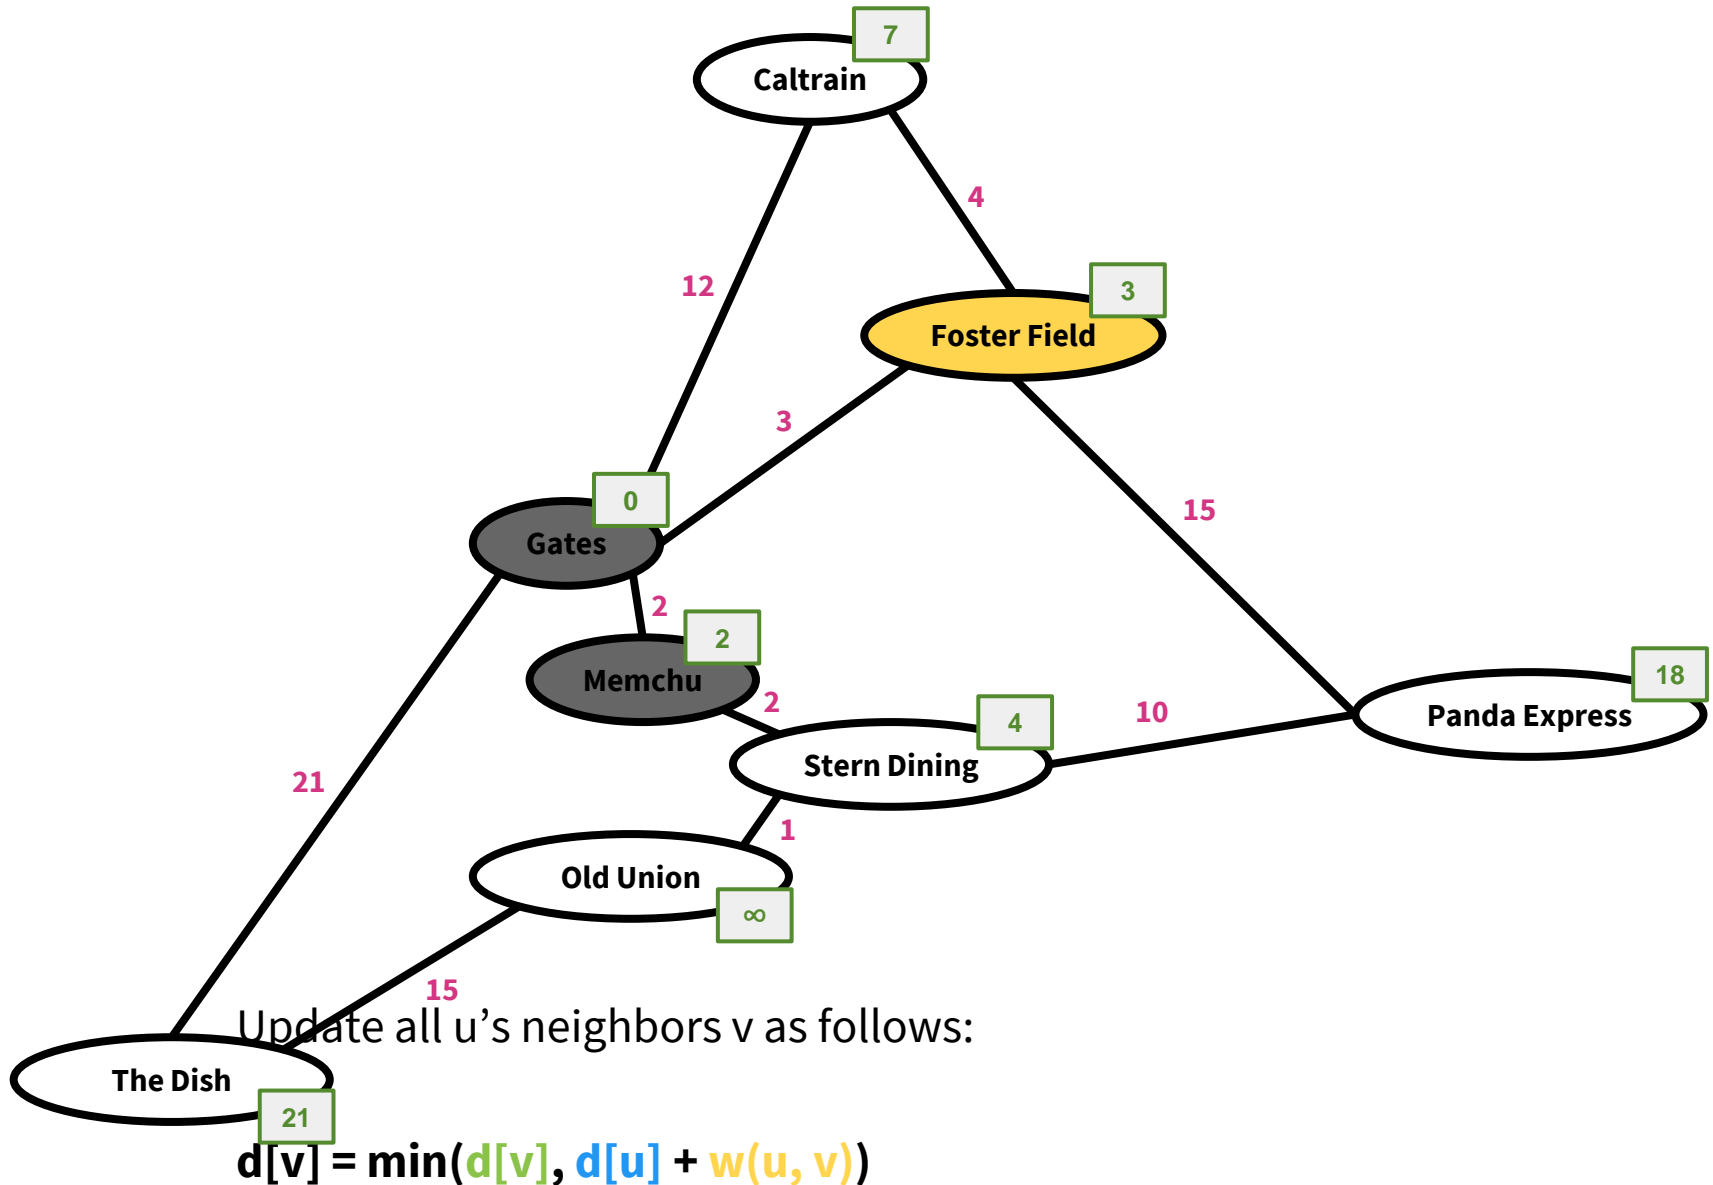 7
Caltrain
4
12
3
Foster Field
3
15
0
Gates
2
2
Memchu
2
18
10
Panda Express
4
Stern Dining
21
1
Old Union
∞
15
Update all u’s neighbors v as follows:
The Dish
21
d[v] = min(d[v], d[u] + w(u, v))